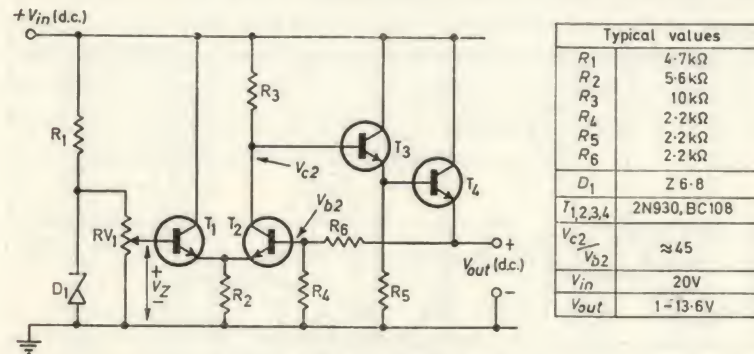 +Vin (d.c.)
R1
RV1
D1
+
VZ
−
T1
R2
R3
Vc2
T2
Vb2
R6
R4
T3
R5
T4
+
Vout (d.c.)
−
Typical values
R1 4·7kΩ
R2 5·6kΩ
R3 10kΩ
R4 2·2kΩ
R5 2·2kΩ
R6 2·2kΩ
D1 Z 6·8
T1,2,3,4 2N930, BC108
Vc2/Vb2 ≈45
Vin 20V
Vout 1-13·6V